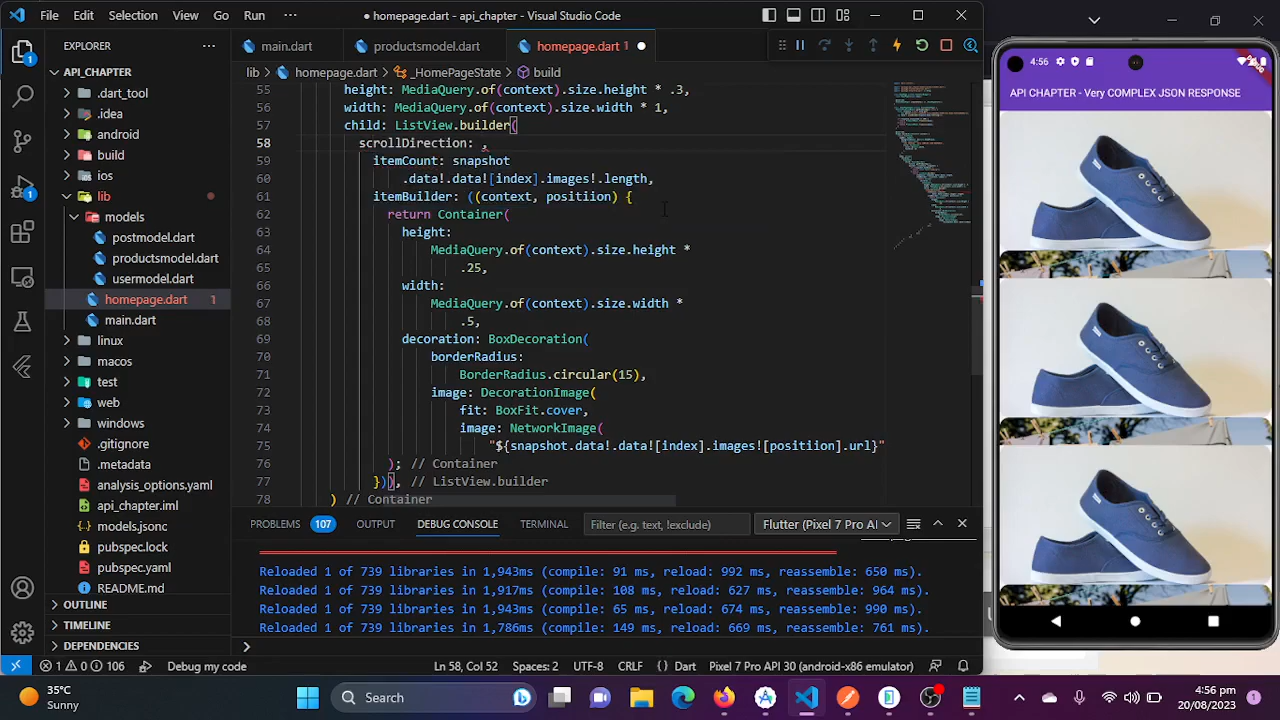 File Edit Selection View Go Run ··· ● homepage.dart - api_chapter - Visual Studio Code
EXPLORER ···
main.dart productsmodel.dart homepage.dart 1 ●
lib > homepage.dart > _HomePageState > build
API_CHAPTER
.dart_tool
.idea
android
build
ios
lib
models
postmodel.dart
productsmodel.dart
usermodel.dart
homepage.dart 1
main.dart
linux
macos
test
web
windows
.gitignore
.metadata
analysis_options.yaml
api_chapter.iml
models.jsonc
pubspec.lock
pubspec.yaml
README.md
OUTLINE
TIMELINE
DEPENDENCIES
1
1
55 height: MediaQuery.of(context).size.height * .3,
56 width: MediaQuery.of(context).size.width * 1,
57 child: ListView.builder(
58 scrollDirection: ,
59 itemCount: snapshot
60 .data!.data![index].images!.length,
61 itemBuilder: ((context, positiion) {
62 return Container(
63 height:
64 MediaQuery.of(context).size.height *
65 .25,
66 width:
67 MediaQuery.of(context).size.width *
68 .5,
69 decoration: BoxDecoration(
70 borderRadius:
71 BorderRadius.circular(15),
72 image: DecorationImage(
73 fit: BoxFit.cover,
74 image: NetworkImage(
75 "${snapshot.data!.data![index].images![positiion].url}"
76 ); // Container
77 })), // ListView.builder
78 ) // Container
PROBLEMS 107 OUTPUT DEBUG CONSOLE TERMINAL Filter (e.g. text, !exclude) Flutter (Pixel 7 Pro AI
Reloaded 1 of 739 libraries in 1,943ms (compile: 91 ms, reload: 992 ms, reassemble: 650 ms).
Reloaded 1 of 739 libraries in 1,917ms (compile: 108 ms, reload: 627 ms, reassemble: 964 ms).
Reloaded 1 of 739 libraries in 1,943ms (compile: 65 ms, reload: 674 ms, reassemble: 990 ms).
Reloaded 1 of 739 libraries in 1,786ms (compile: 149 ms, reload: 669 ms, reassemble: 761 ms).
1 0 106 Debug my code Ln 58, Col 52 Spaces: 2 UTF-8 CRLF {} Dart Pixel 7 Pro API 30 (android-x86 emulator)
4:56
API CHAPTER - Very COMPLEX JSON RESPONSE
35°C
Sunny
Search
4:56 pm
20/08/2023
1